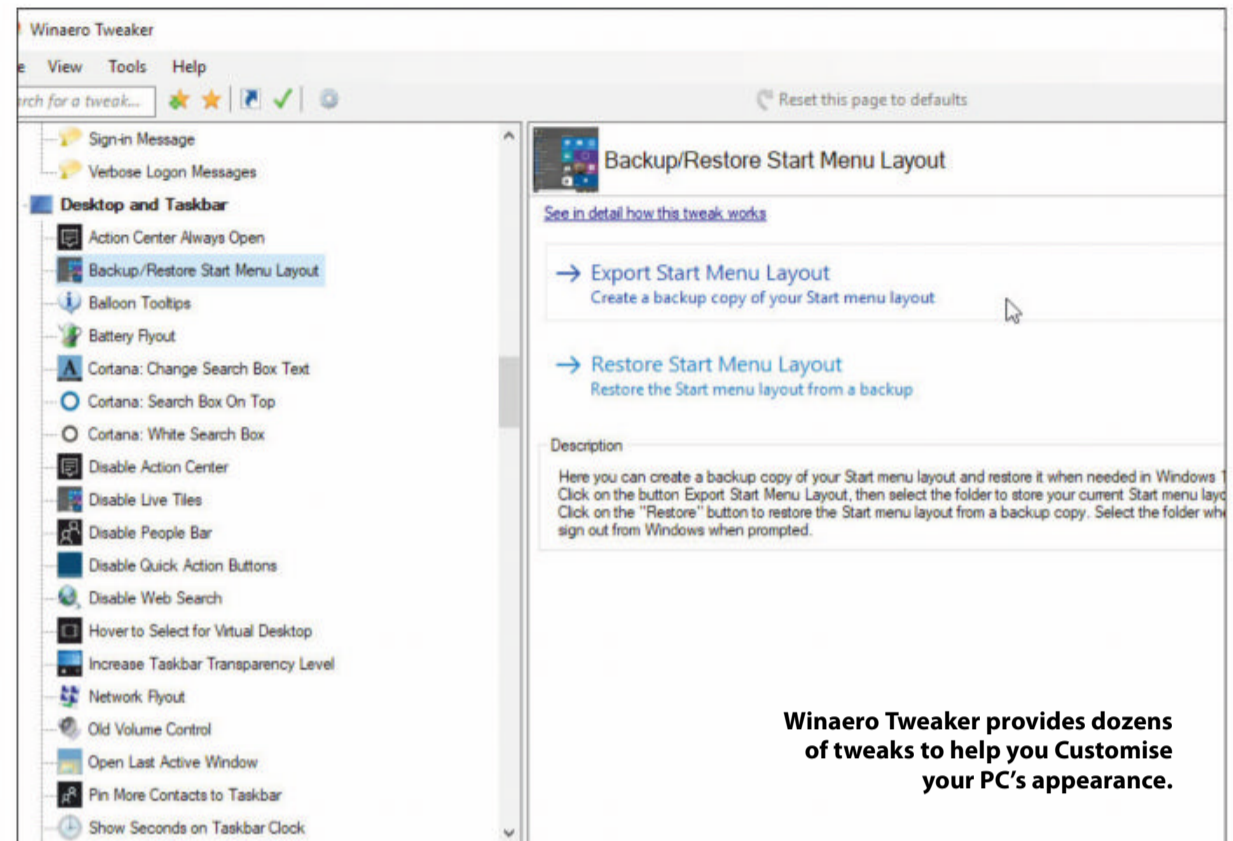 Winaero Tweaker
View Tools Help
for a tweak...
Reset this page to defaults
Sign-in Message
Verbose Logon Messages
Desktop and Taskbar
Action Center Always Open
Backup/Restore Start Menu Layout
Balloon Tooltips
Battery Flyout
Cortana: Change Search Box Text
Cortana: Search Box On Top
Cortana: White Search Box
Disable Action Center
Disable Live Tiles
Disable People Bar
Disable Quick Action Buttons
Disable Web Search
Hover to Select for Virtual Desktop
Increase Taskbar Transparency Level
Network Flyout
Old Volume Control
Open Last Active Window
Pin More Contacts to Taskbar
Show Seconds on Taskbar Clock
Backup/Restore Start Menu Layout
See in detail how this tweak works
→ Export Start Menu Layout
Create a backup copy of your Start menu layout
→ Restore Start Menu Layout
Restore the Start menu layout from a backup
Description
Here you can create a backup copy of your Start menu layout and restore it when needed in Windows
Click on the button Export Start Menu Layout, then select the folder to store your current Start menu
Click on the "Restore" button to restore the Start menu layout from a backup copy. Select the folder
sign out from Windows when prompted.
Winaero Tweaker provides dozens
of tweaks to help you Customise
your PC's appearance.